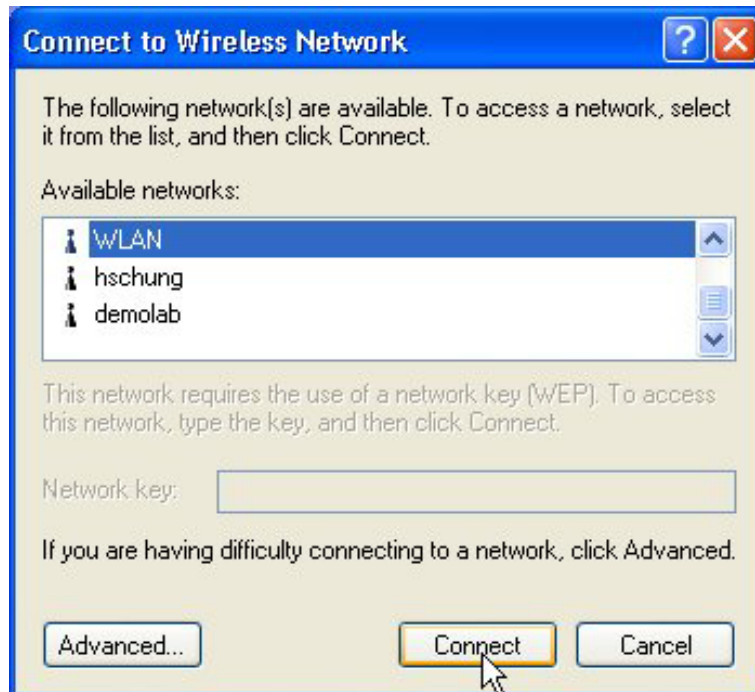 Connect to Wireless Network
The following network(s) are available. To access a network, select
it from the list, and then click Connect.
Available networks:
WLAN
hschung
demolab
This network requires the use of a network key (WEP). To access
this network, type the key, and then click Connect.
Network key:
If you are having difficulty connecting to a network, click Advanced.
Advanced... Connect Cancel